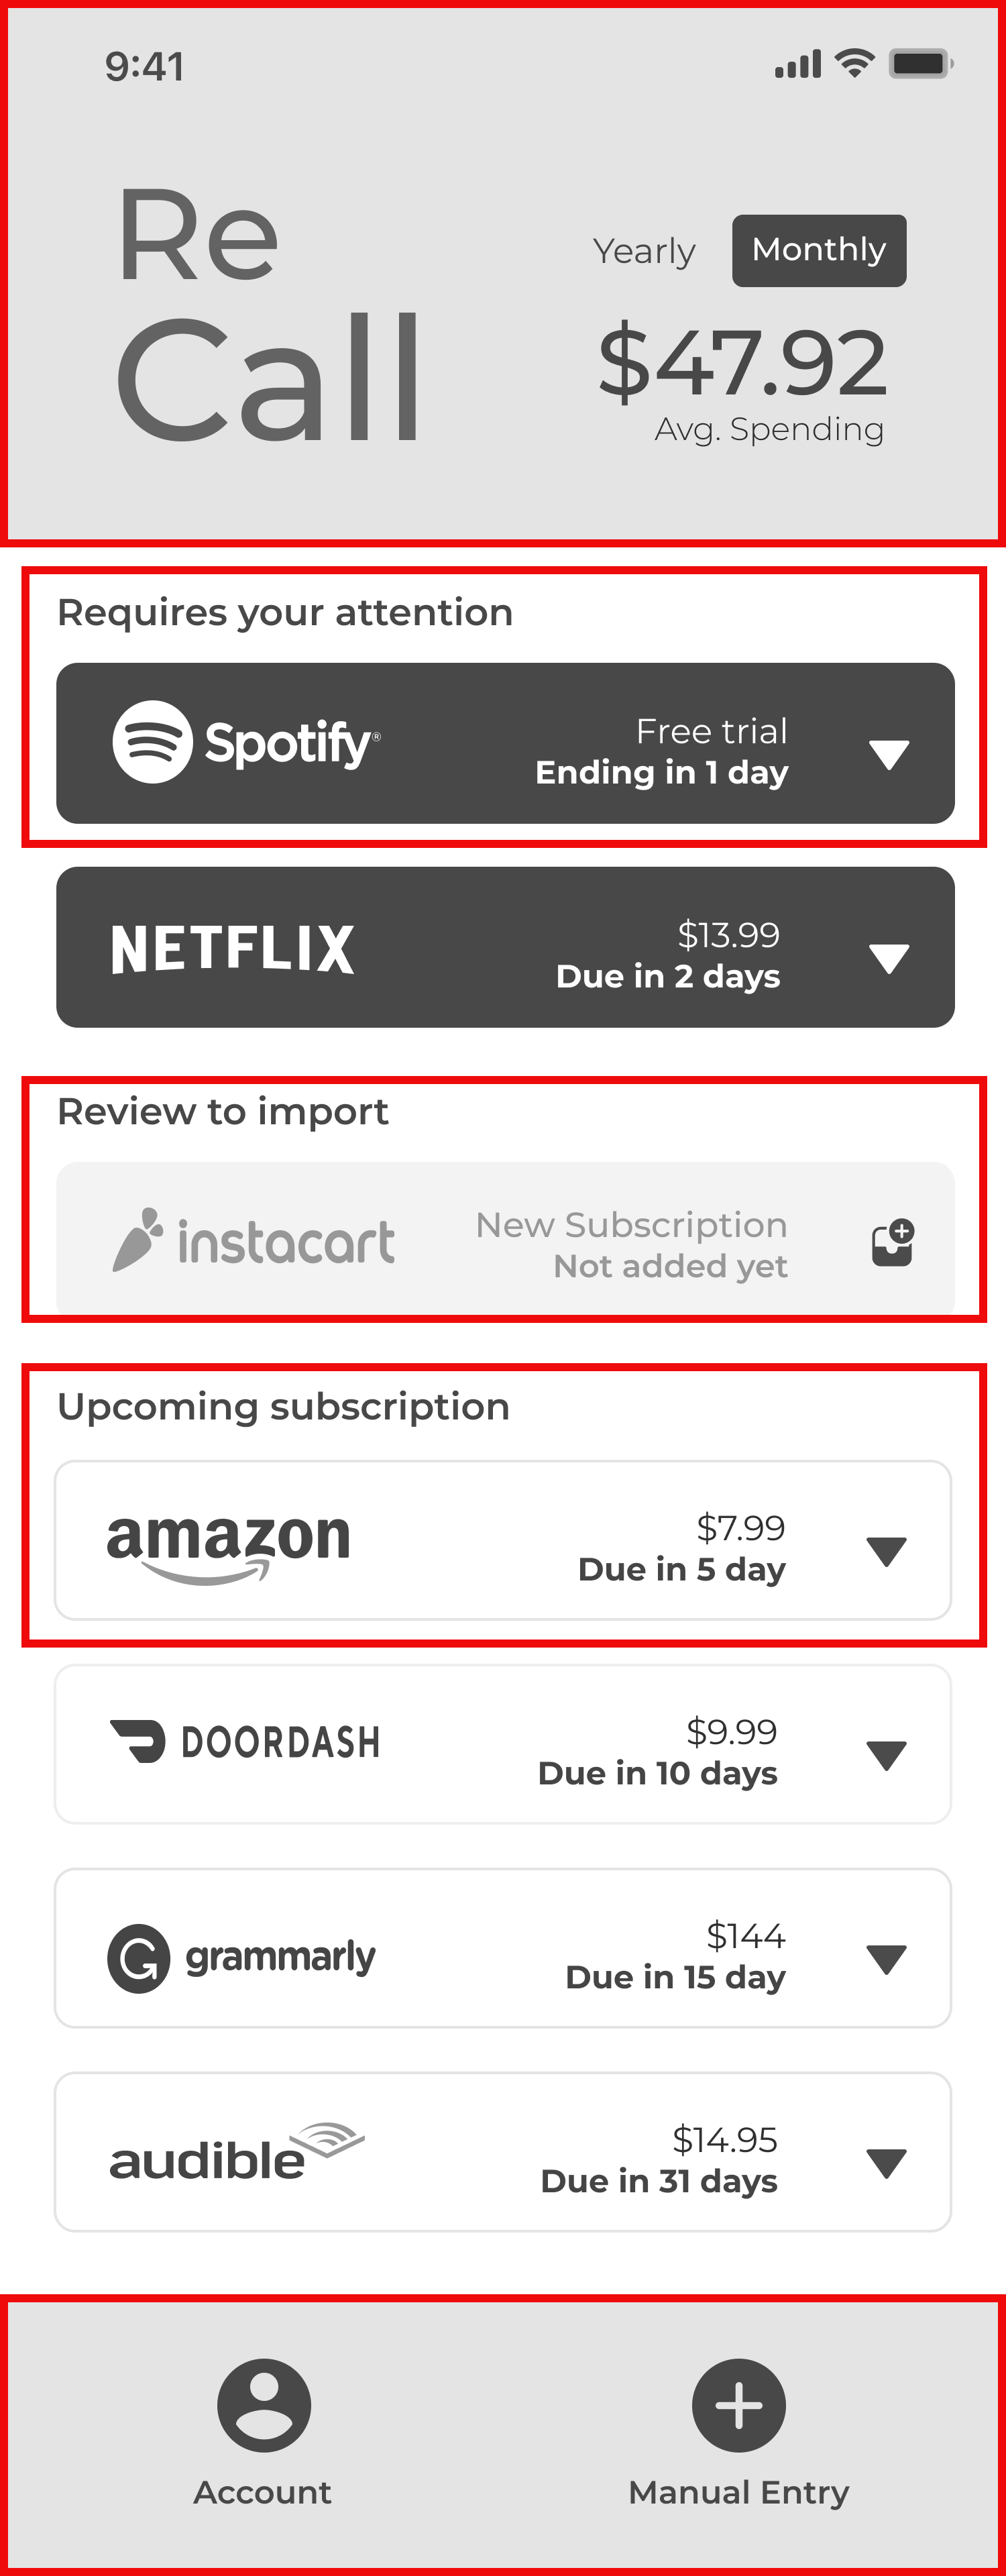 9:41
Re
Call
Yearly Monthly
$47.92
Avg. Spending
Requires your attention
Spotify®
Free trial
Ending in 1 day
NETFLIX
$13.99
Due in 2 days
Review to import
instacart
New Subscription
Not added yet
Upcoming subscription
amazon
$7.99
Due in 5 day
DOORDASH
$9.99
Due in 10 days
grammarly
$144
Due in 15 day
audible
$14.95
Due in 31 days
Account
Manual Entry